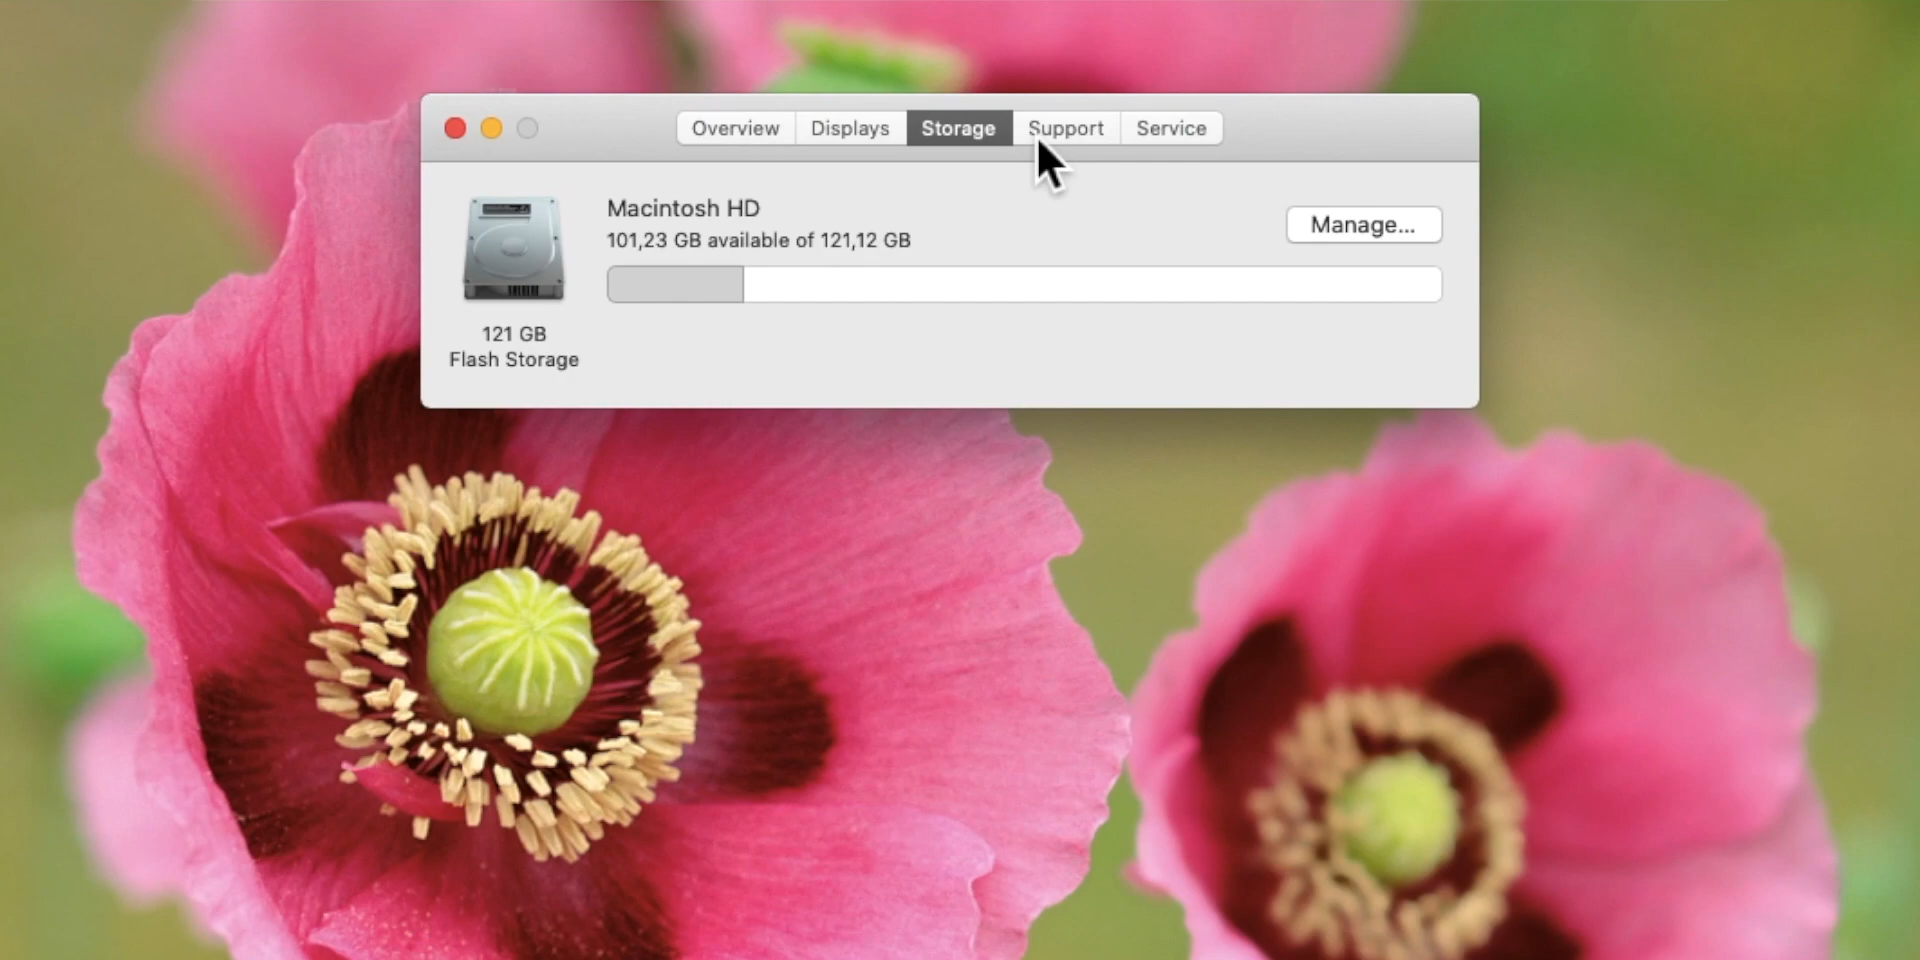 Overview Displays Storage Support Service
Macintosh HD
101,23 GB available of 121,12 GB
Manage...
121 GB
Flash Storage